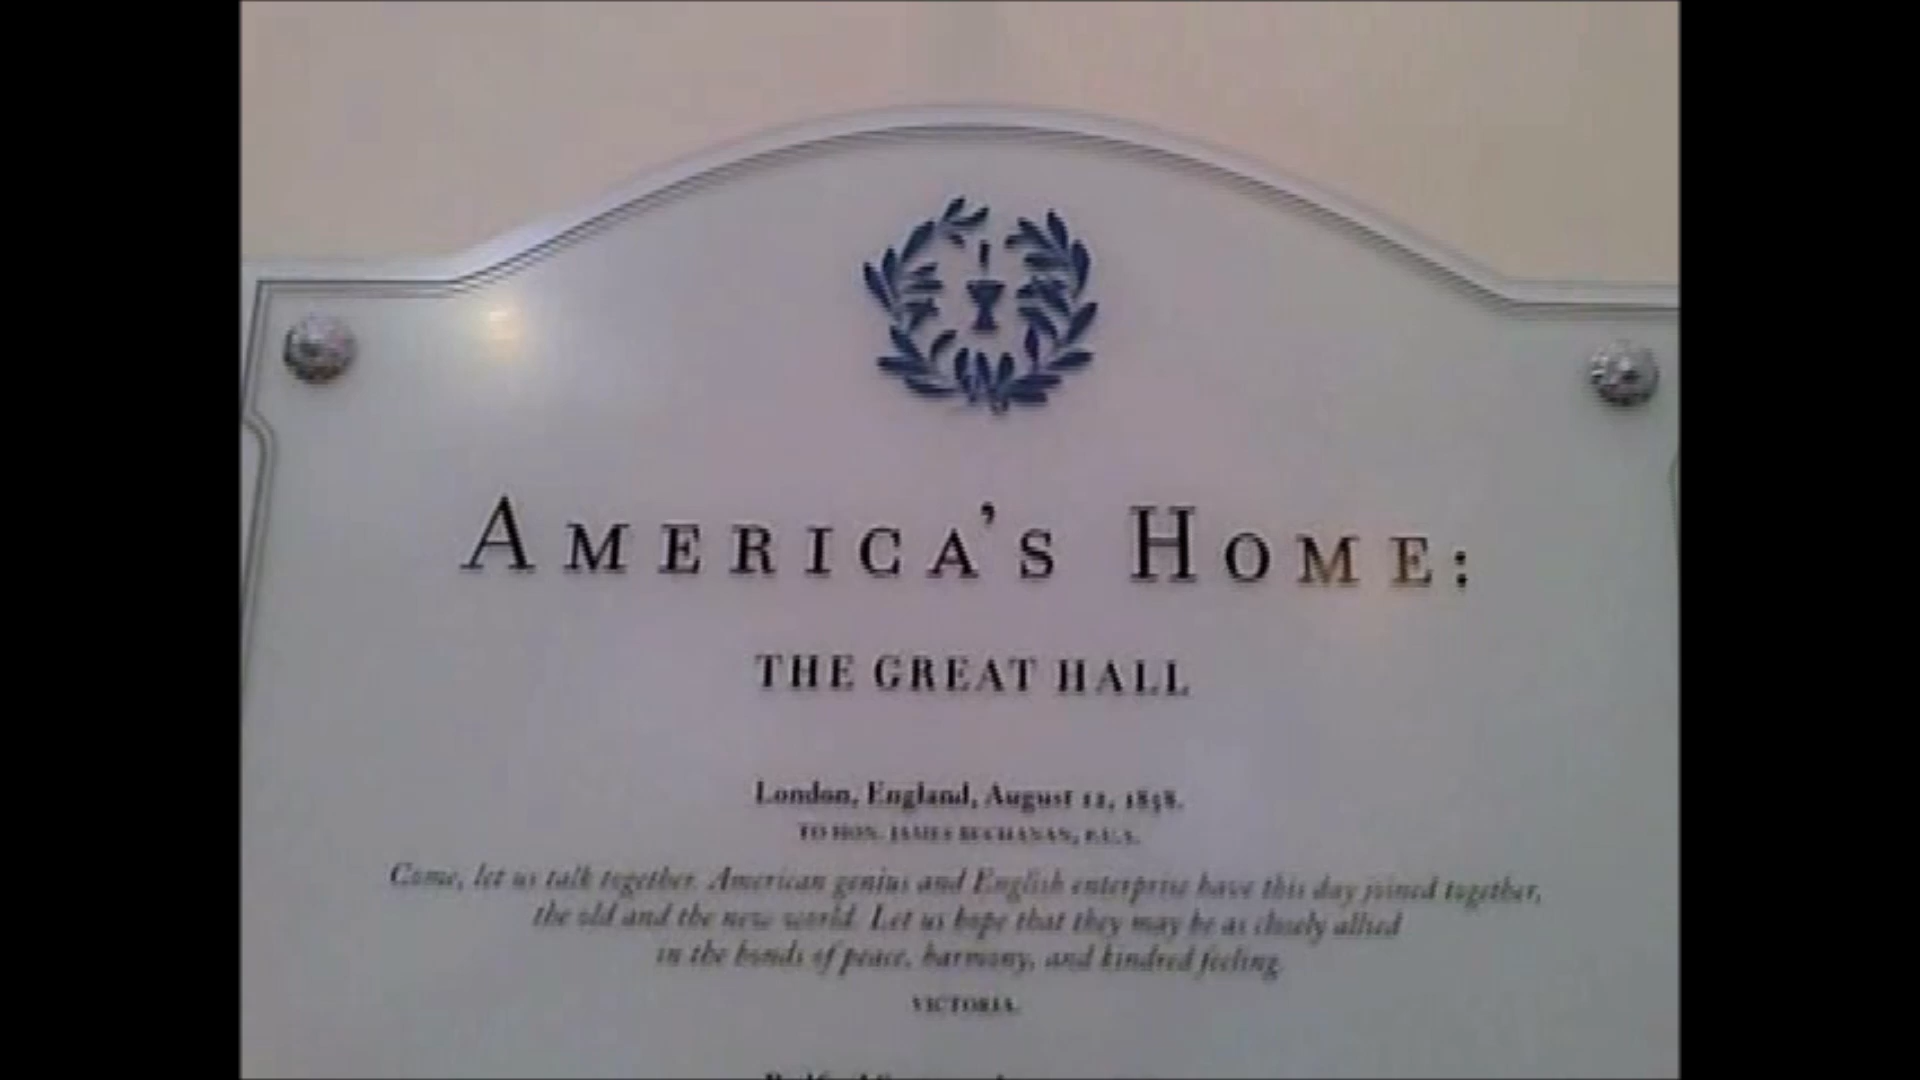 AMERICA'S HOME:
THE GREAT HALL
London, England, August 12, 1858.
TO HON. JAMES BUCHANAN, P.U.S.
Come, let us talk together. American genius and English enterprise have this day joined together,
the old and the new world. Let us hope that they may be as closely allied
in the bonds of peace, harmony, and kindred feeling.
VICTORIA.